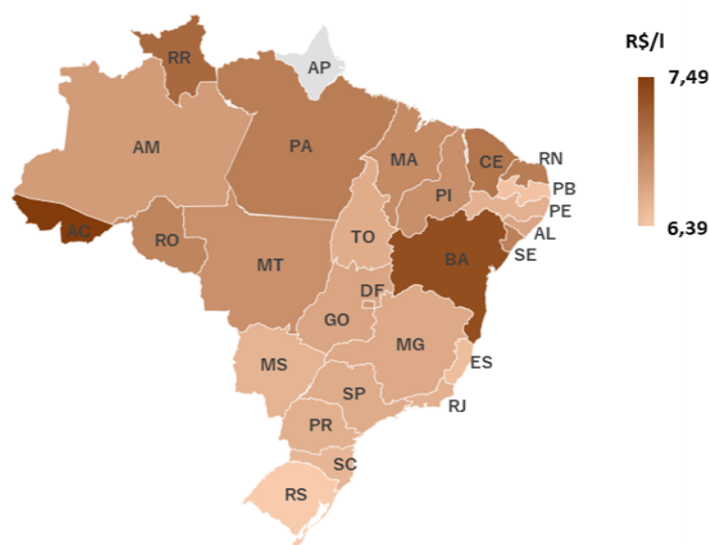 RR
AP
R$/l
7,49
AM
PA
MA
CE
RN
PI
PB
PE
AL
SE
6,39
AC
RO
TO
BA
MT
DF
GO
MG
ES
MS
SP
RJ
PR
SC
RS